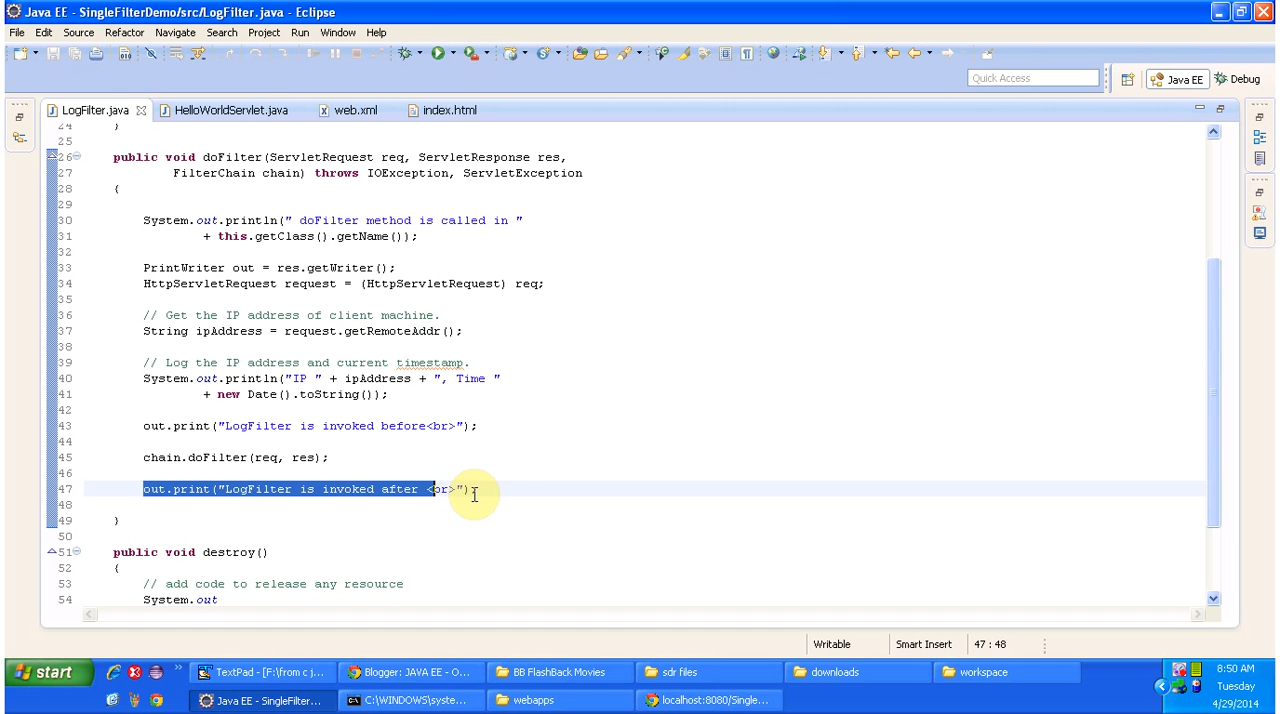 Java EE - SingleFilterDemo/src/LogFilter.java - Eclipse
File Edit Source Refactor Navigate Search Project Run Window Help
Quick Access Java EE Debug
LogFilter.java HelloWorldServlet.java web.xml index.html
24 }
25
26 public void doFilter(ServletRequest req, ServletResponse res,
27 FilterChain chain) throws IOException, ServletException
28 {
29
30 System.out.println(" doFilter method is called in "
31 + this.getClass().getName());
32
33 PrintWriter out = res.getWriter();
34 HttpServletRequest request = (HttpServletRequest) req;
35
36 // Get the IP address of client machine.
37 String ipAddress = request.getRemoteAddr();
38
39 // Log the IP address and current timestamp.
40 System.out.println("IP " + ipAddress + ", Time "
41 + new Date().toString());
42
43 out.print("LogFilter is invoked before<br>");
44
45 chain.doFilter(req, res);
46
47 out.print("LogFilter is invoked after <br>");
48
49 }
50
51 public void destroy()
52 {
53 // add code to release any resource
54 System.out
Writable Smart Insert 47 : 48
start TextPad - [F:\from c j... Blogger: JAVA EE - O... BB FlashBack Movies sdr files downloads workspace 8:50 AM
Tuesday
Java EE - SingleFilter... C:\WINDOWS\syste... webapps localhost:8080/Single... 4/29/2014